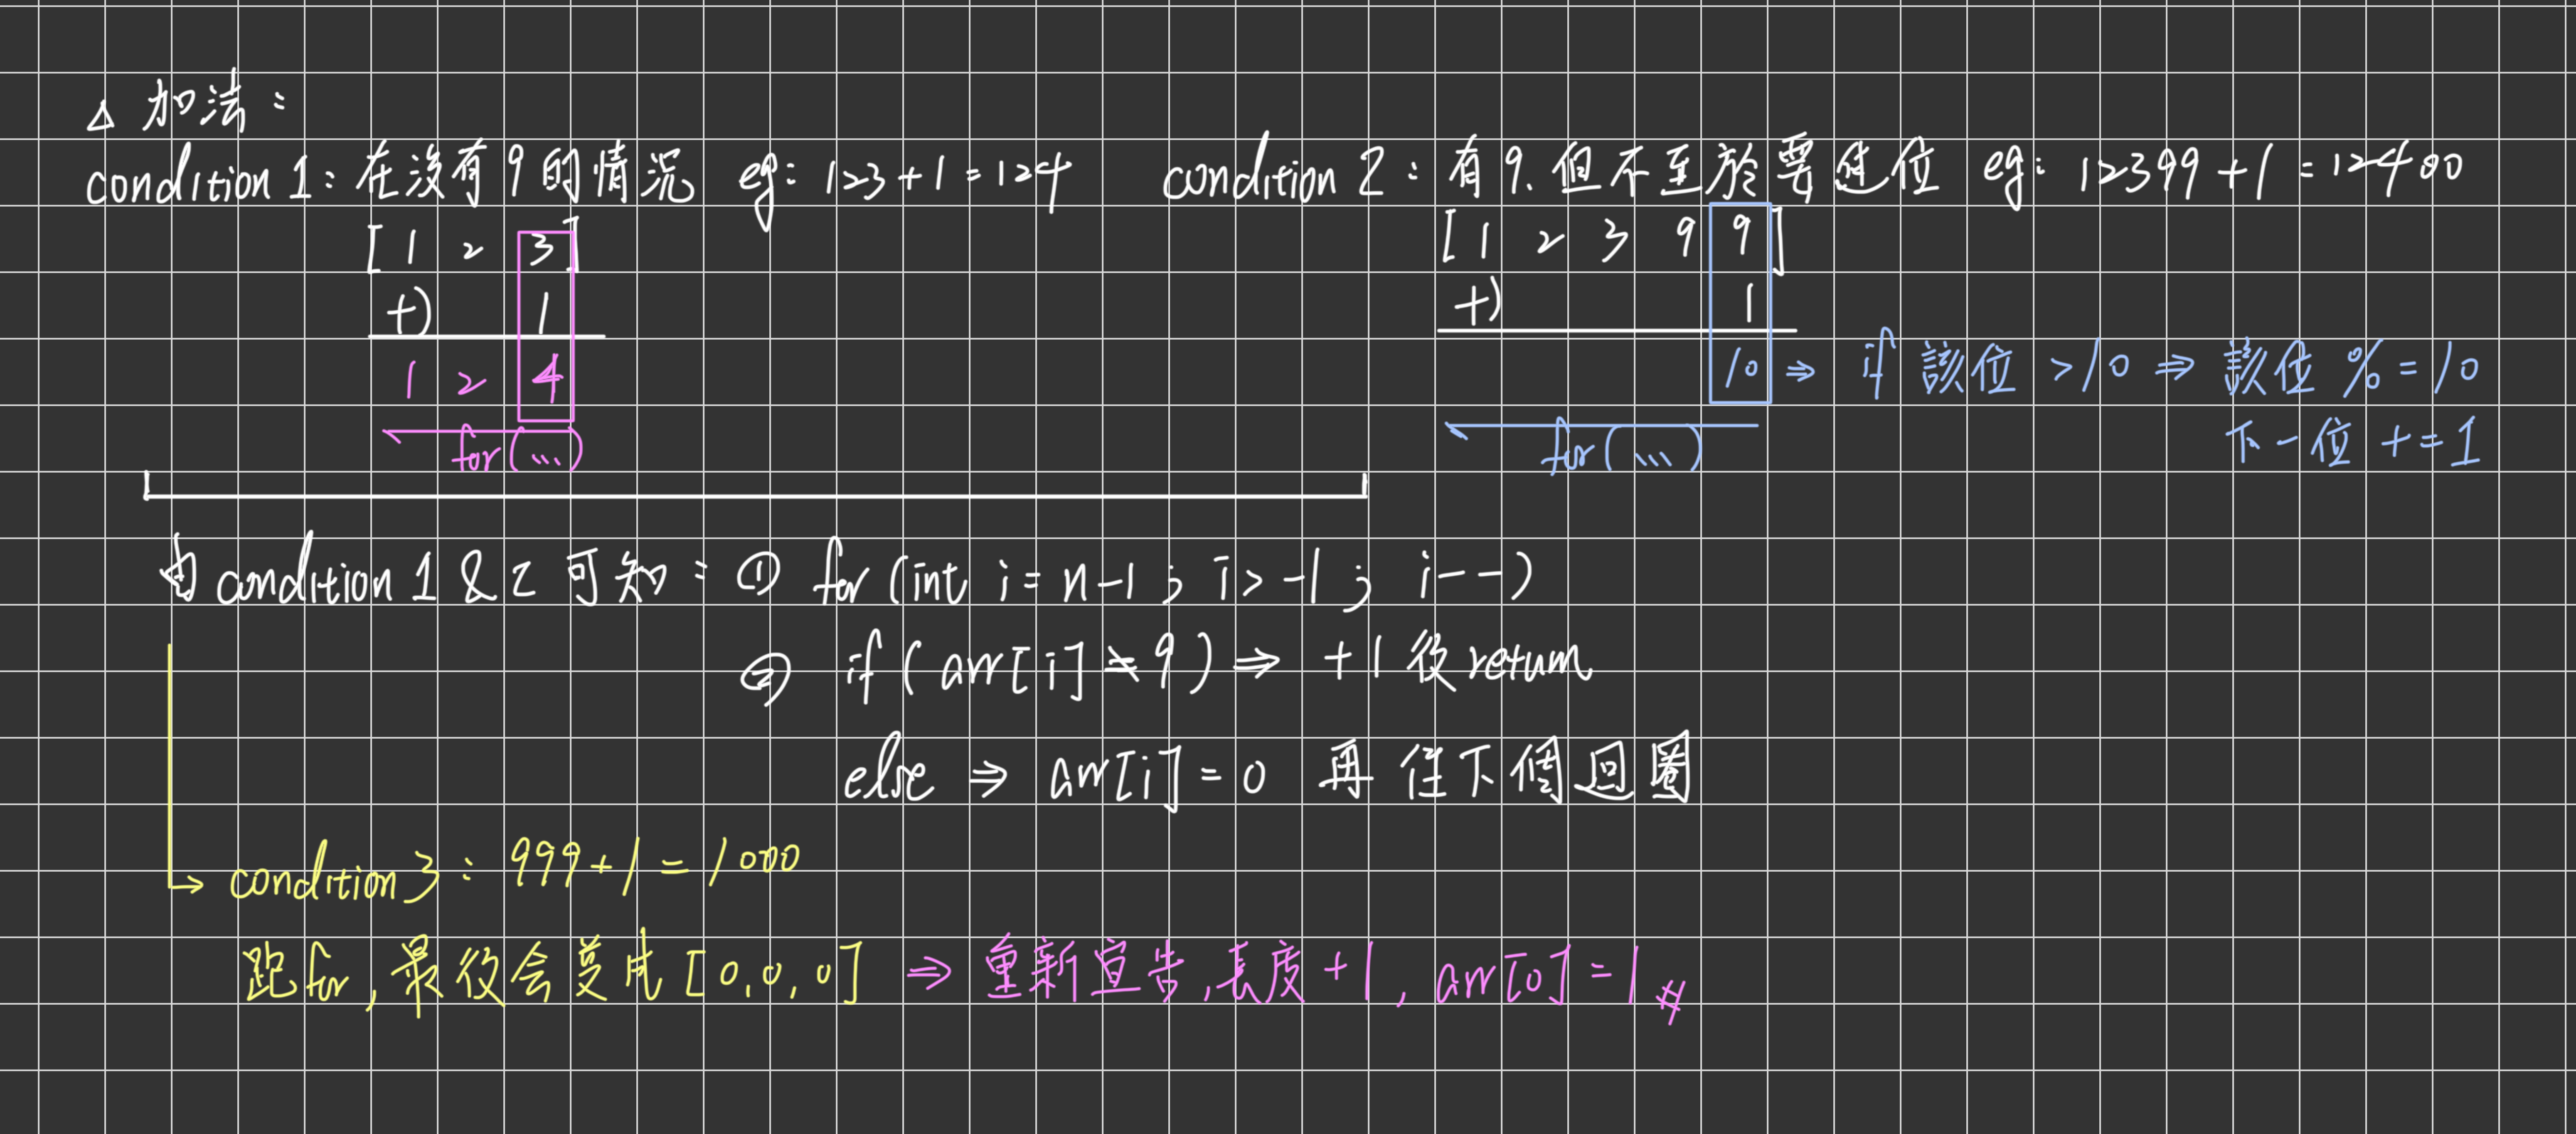 △ 加法：
condition 1：在沒有9的情況 eg: 123+1=124
[ 1 2 3 ]
+) 1
1 2 4
for(...)
condition 2：有9, 但不至於要進位 eg: 12399+1=12400
[ 1 2 3 9 9 ]
+) 1
10 ⇒ if 該位 >10 ⇒ 該位 %=10
下一位 +=1
for(...)
由 condition 1 & 2 可知：① for (int i = n-1 ; i > -1 ; i--)
② if ( arr[i] ≠ 9 ) ⇒ +1 後 return
else ⇒ arr[i] = 0 再往下個迴圈
↳ condition 3：999+1=1000
跑for, 最後会变成 [0,0,0] ⇒ 重新宣告,長度+1, arr[0]=1 #